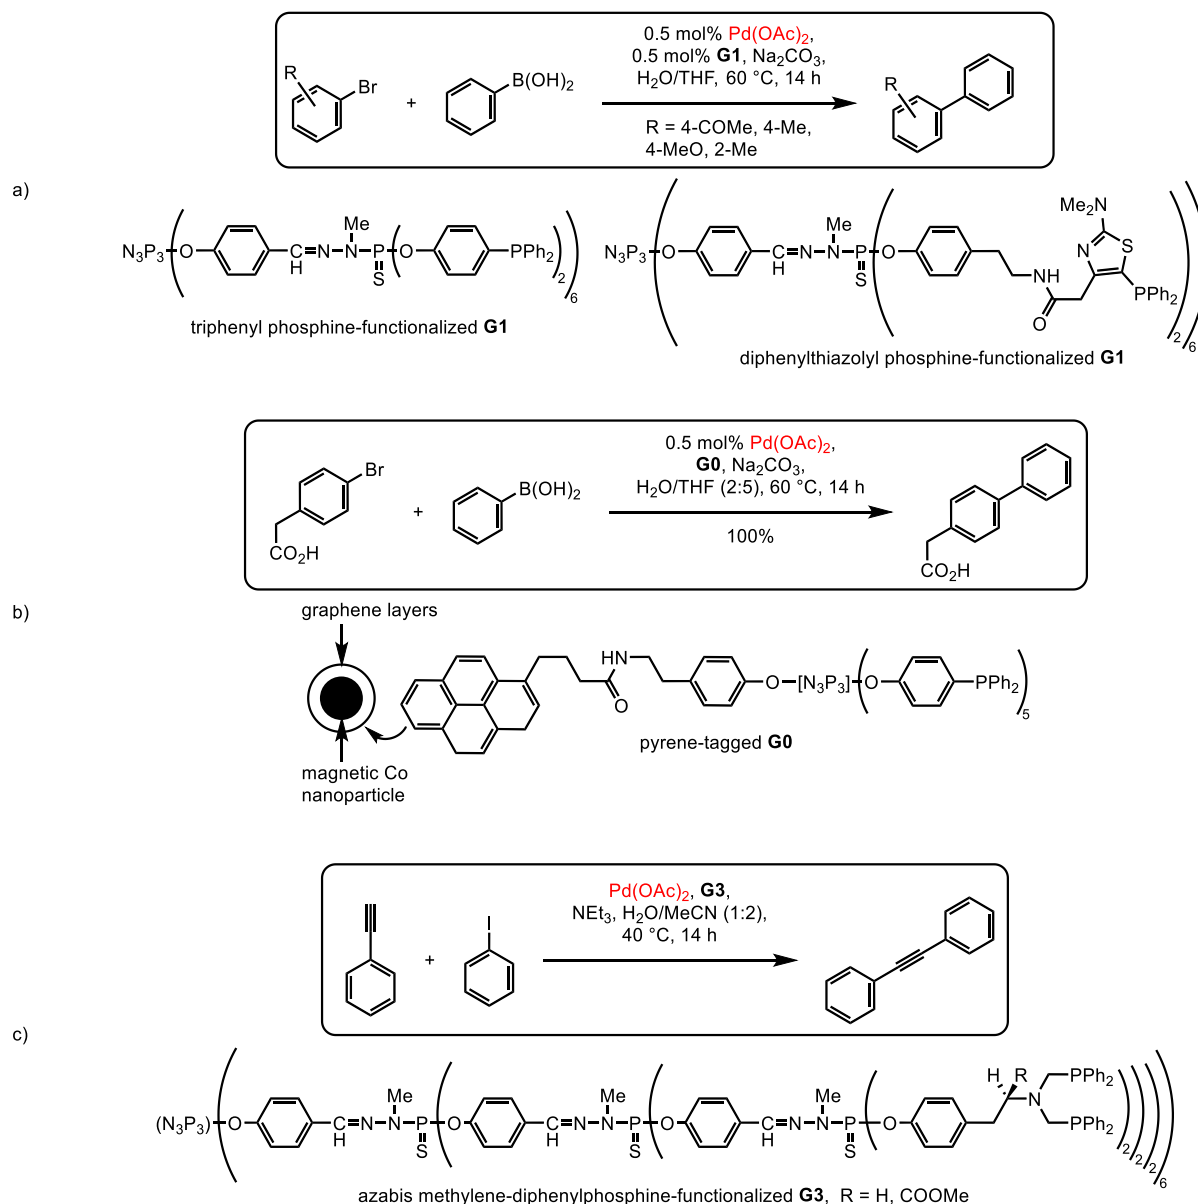 0.5 mol% Pd(OAc)2,
0.5 mol% G1, Na2CO3,
H2O/THF, 60 °C, 14 h
R
Br
+
B(OH)2
R
R = 4-COMe, 4-Me,
4-MeO, 2-Me
a)
N3P3 O C H N N Me P S O PPh2 2 6
triphenyl phosphine-functionalized G1
N3P3 O C H N N Me P S O NH O Me2N N S PPh2 2 6
diphenylthiazolyl phosphine-functionalized G1
0.5 mol% Pd(OAc)2,
G0, Na2CO3,
H2O/THF (2:5), 60 °C, 14 h
Br
CO2H
+
B(OH)2
100%
CO2H
b)
graphene layers
HN O O [N3P3] O PPh2 5
pyrene-tagged G0
magnetic Co
nanoparticle
Pd(OAc)2, G3,
NEt3, H2O/MeCN (1:2),
40 °C, 14 h
+
I
c)
(N3P3) O C H N N Me P S O C H N N Me P S O C H N N Me P S O H R N PPh2 PPh2 2 2 2 6
azabis methylene-diphenylphosphine-functionalized G3, R = H, COOMe